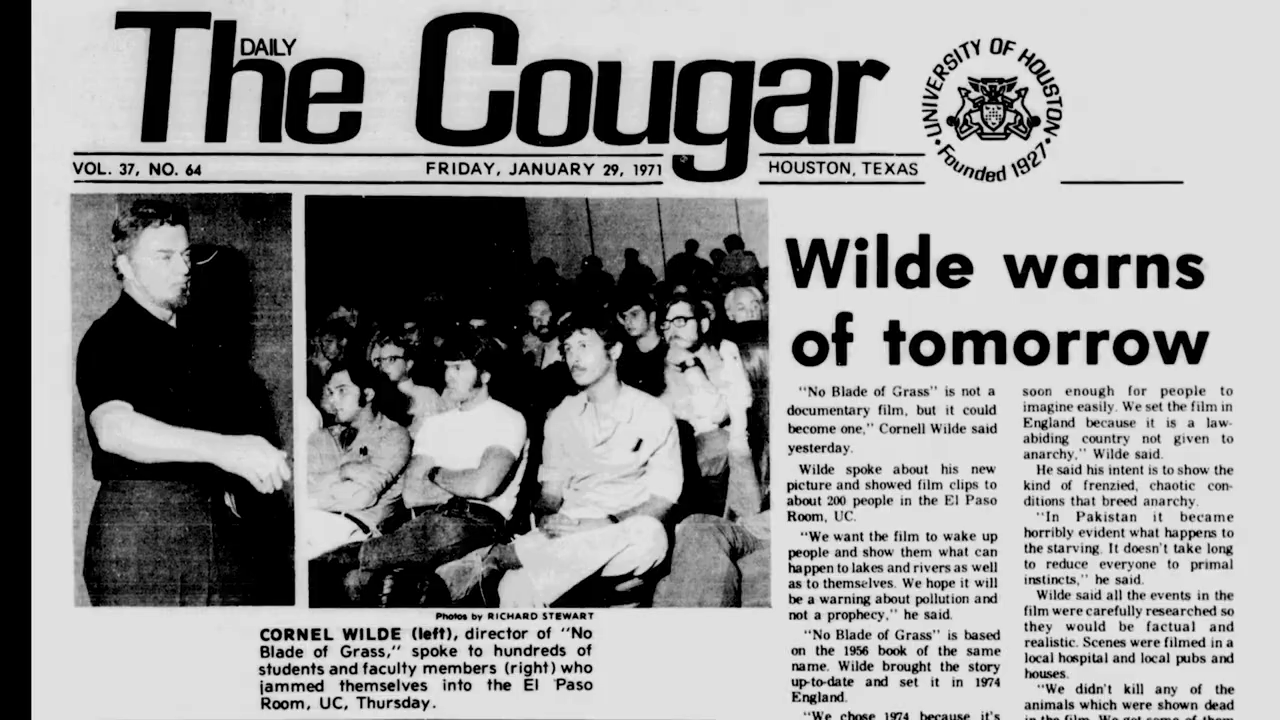 The Cougar
DAILY
UNIVERSITY OF HOUSTON
Founded 1927
VOL. 37, NO. 64
FRIDAY, JANUARY 29, 1971
HOUSTON, TEXAS
Wilde warns
of tomorrow
"No Blade of Grass" is not a
documentary film, but it could
become one," Cornell Wilde said
yesterday.
Wilde spoke about his new
picture and showed film clips to
about 200 people in the El Paso
Room, UC.
"We want the film to wake up
people and show them what can
happen to lakes and rivers as well
as to themselves. We hope it will
be a warning about pollution and
not a prophecy," he said.
"No Blade of Grass" is based
on the 1956 book of the same
name. Wilde brought the story
up-to-date and set it in 1974
England.
"We chose 1974 because it's
soon enough for people to
imagine easily. We set the film in
England because it is a law-
abiding country not given to
anarchy," Wilde said.
He said his intent is to show the
kind of frenzied, chaotic con-
ditions that breed anarchy.
"In Pakistan it became
horribly evident what happens to
the starving. It doesn't take long
to reduce everyone to primal
instincts," he said.
Wilde said all the events in the
film were carefully researched so
they would be factual and
realistic. Scenes were filmed in a
local hospital and local pubs and
houses.
"We didn't kill any of the
animals which were shown dead
in the film. We got some of them
Photos by RICHARD STEWART
CORNEL WILDE (left), director of "No
Blade of Grass," spoke to hundreds of
students and faculty members (right) who
jammed themselves into the El Paso
Room, UC, Thursday.